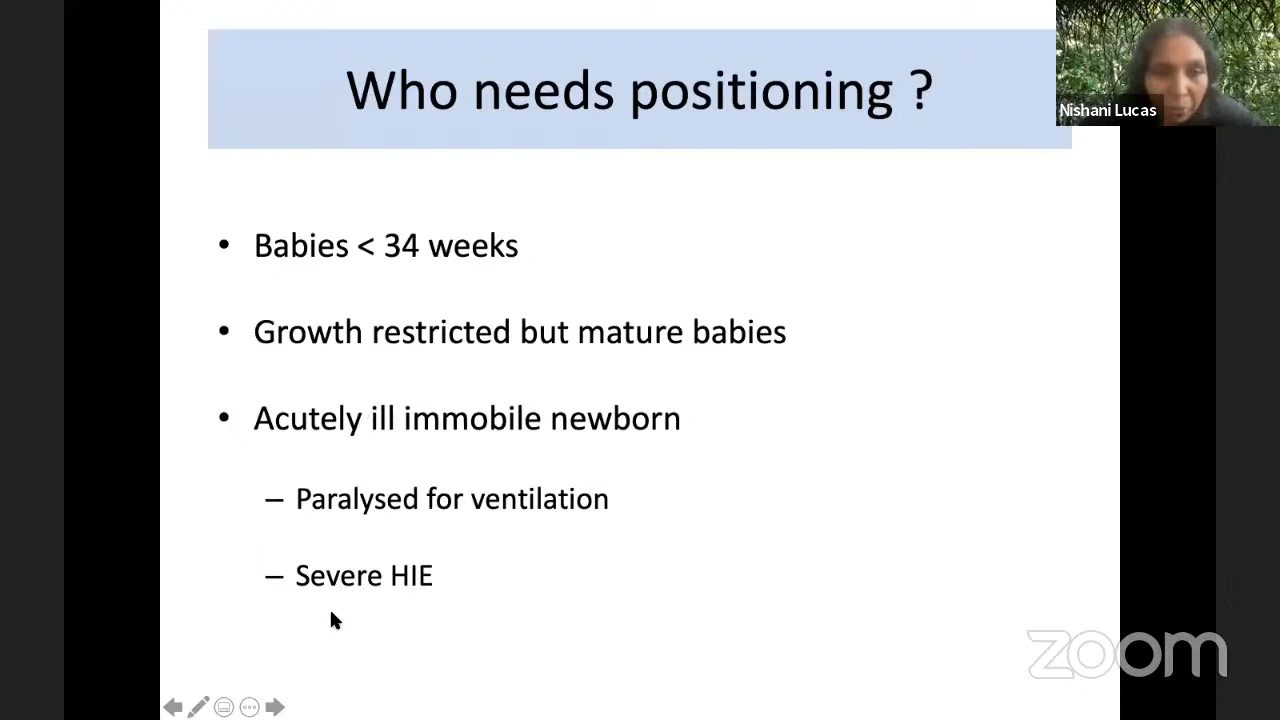 Who needs positioning ?
Nishani Lucas
• Babies < 34 weeks
• Growth restricted but mature babies
• Acutely ill immobile newborn
– Paralysed for ventilation
– Severe HIE
zoom